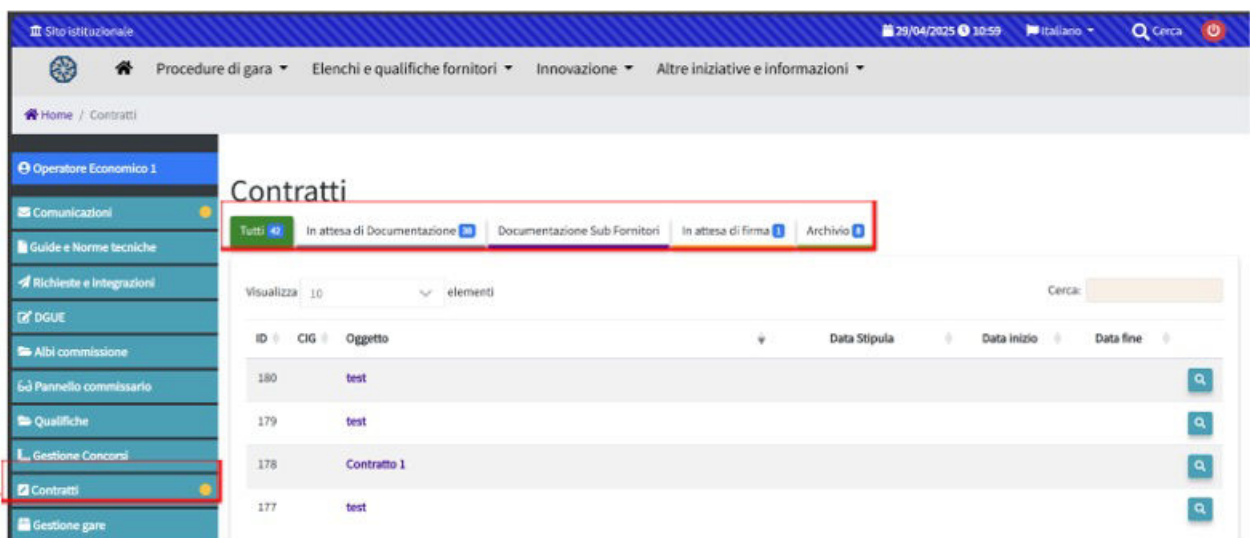 Sito istituzionale 29/04/2025 10:59 Italiano Cerca
Procedure di gara Elenchi e qualifiche fornitori Innovazione Altre iniziative e informazioni
Home / Contratti
Operatore Economico 1
Contratti
Comunicazioni
Tutti 42 In attesa di Documentazione Documentazione Sub Fornitori In attesa di firma 1 Archivio
Guide e Norme tecniche
Richieste e Integrazioni
Visualizza 10 elementi Cerca:
DGUE
ID CIG Oggetto Data Stipula Data inizio Data fine
Albi commissione
180 test
Pannello commissario
179 test
Qualifiche
Gestione Concorsi
178 Contratto 1
Contratti
177 test
Gestione gare